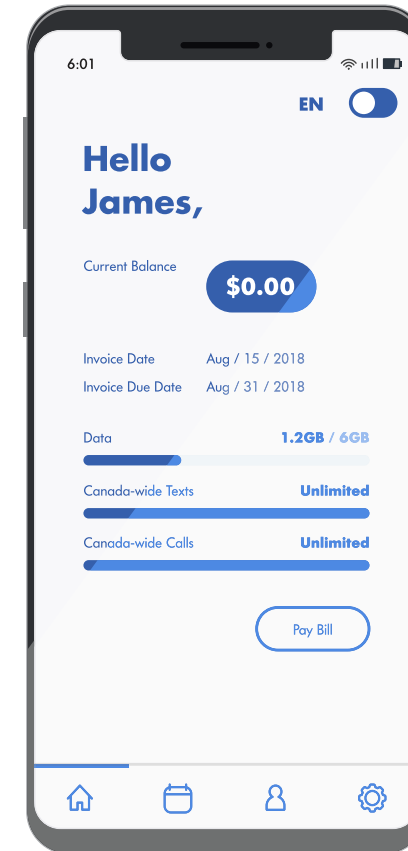 6:01
EN
Hello
James,
Current Balance
$0.00
Invoice Date Aug / 15 / 2018
Invoice Due Date Aug / 31 / 2018
Data 1.2GB / 6GB
Canada-wide Texts Unlimited
Canada-wide Calls Unlimited
Pay Bill